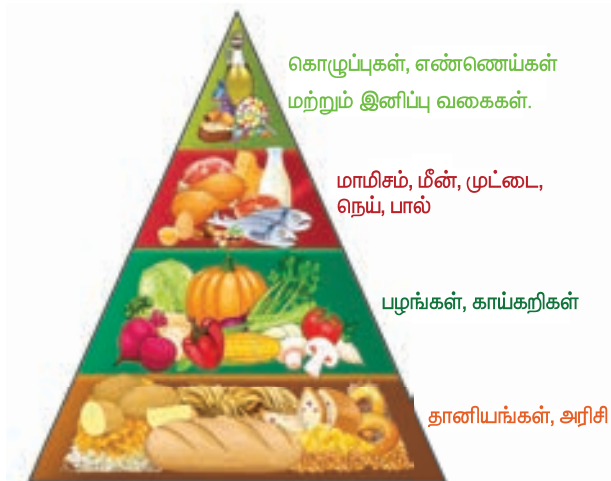 கொழுப்புகள், எண்ணெய்கள்
மற்றும் இனிப்பு வகைகள்.
மாமிசம், மீன், முட்டை,
நெய், பால்
பழங்கள், காய்கறிகள்
தானியங்கள், அரிசி